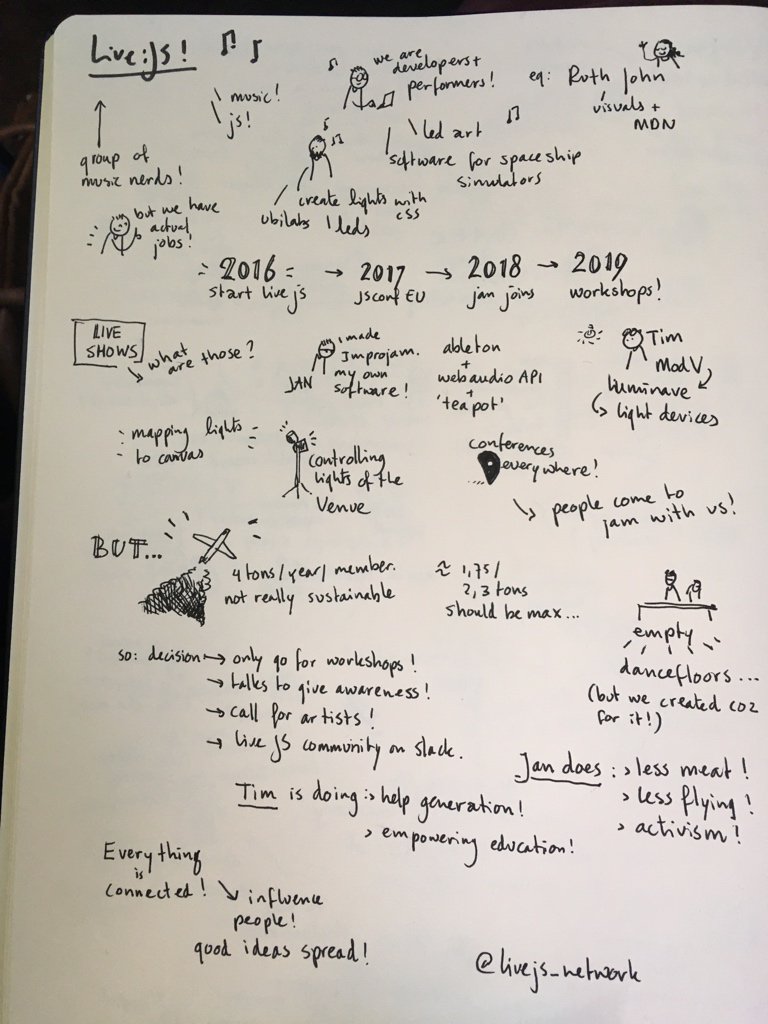 Live:js!
group of
music nerds!
music!
js!
we are
developers+
performers!
eq: Ruth John
visuals +
MDN
led art
software for spaceship
simulators
create lights with
css
ubilabs
leds
but we have
actual
jobs!
2016 → 2017 → 2018 → 2019
start live js
jsconf EU
jan joins
workshops!
LIVE
SHOWS
what
are those?
JAN
I made
Improjam.
my own
software!
ableton
+
webaudio API
+
'teapot'
Tim
ModV
Luminave
light devices
mapping lights
to canvas
controlling
lights of the
Venue
conferences
everywhere!
people come to
jam with us!
BUT...
4 tons/year/member.
not really sustainable
≈ 1,75/
2,3 tons
should be max...
empty
dancefloors...
(but we created co2
for it!)
so: decision → only go for workshops!
→ talks to give awareness!
→ call for artists!
→ live js community on slack.
Jan does: > less meat!
> less flying!
> activism!
Tim is doing: > help generation!
> empowering education!
Everything
is
connected!
influence
people!
good ideas spread!
@livejs_network